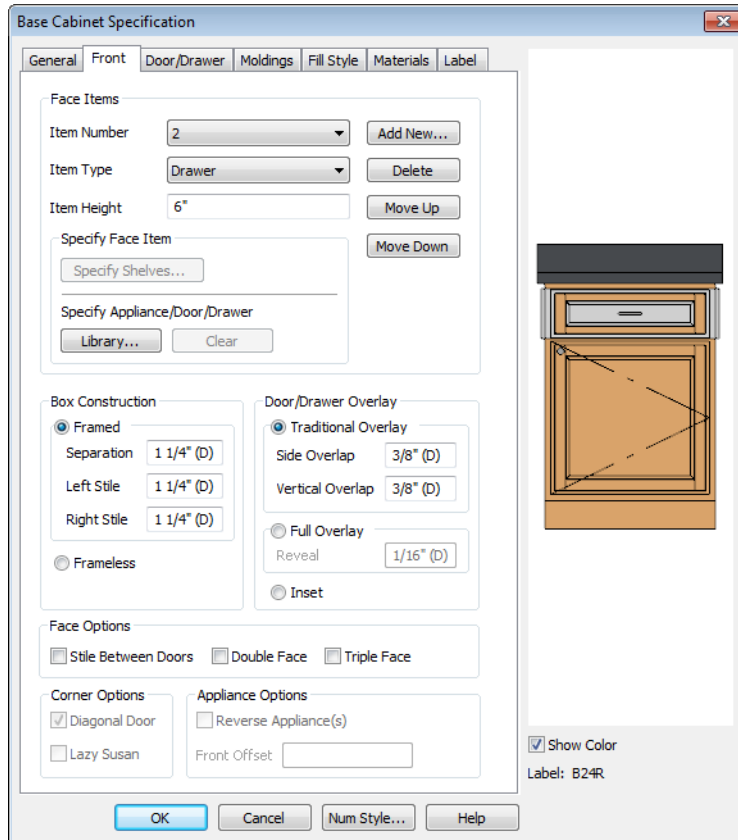 Base Cabinet Specification
General Front Door/Drawer Moldings Fill Style Materials Label
Face Items
Item Number 2 Add New...
Item Type Drawer Delete
Item Height 6" Move Up
Specify Face Item Move Down
Specify Shelves...
Specify Appliance/Door/Drawer
Library... Clear
Box Construction Door/Drawer Overlay
Framed Traditional Overlay
Separation 1 1/4" (D) Side Overlap 3/8" (D)
Left Stile 1 1/4" (D) Vertical Overlap 3/8" (D)
Right Stile 1 1/4" (D)
Full Overlay
Frameless Reveal 1/16" (D)
Inset
Face Options
Stile Between Doors Double Face Triple Face
Corner Options Appliance Options
Diagonal Door Reverse Appliance(s)
Lazy Susan Front Offset
Show Color
Label: B24R
OK Cancel Num Style... Help